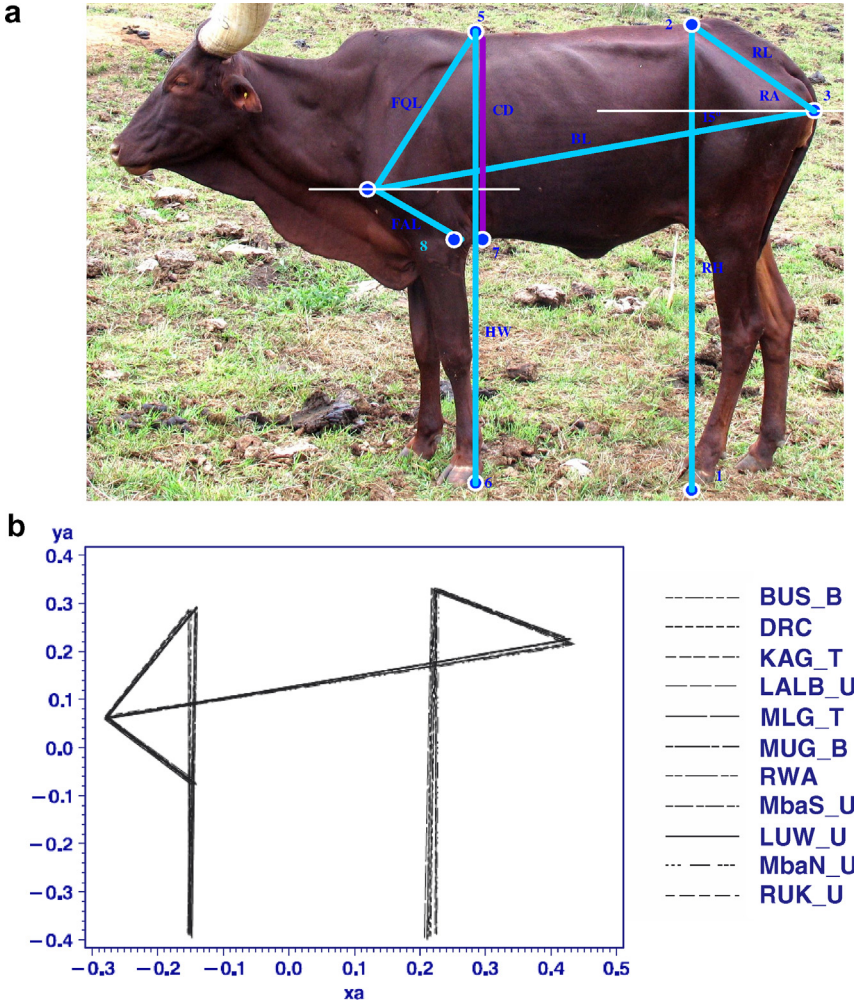 a
5
2
RL
FQL
CD
RA
3
BL
FAL
8
7
RH
HW
6
1
b
ya
0.4
0.3
0.2
0.1
0.0
−0.1
−0.2
−0.3
−0.4
−0.3 −0.2 −0.1 0.0 0.1 0.2 0.3 0.4 0.5
xa
BUS_B
DRC
KAG_T
LALB_U
MLG_T
MUG_B
RWA
MbaS_U
LUW_U
MbaN_U
RUK_U